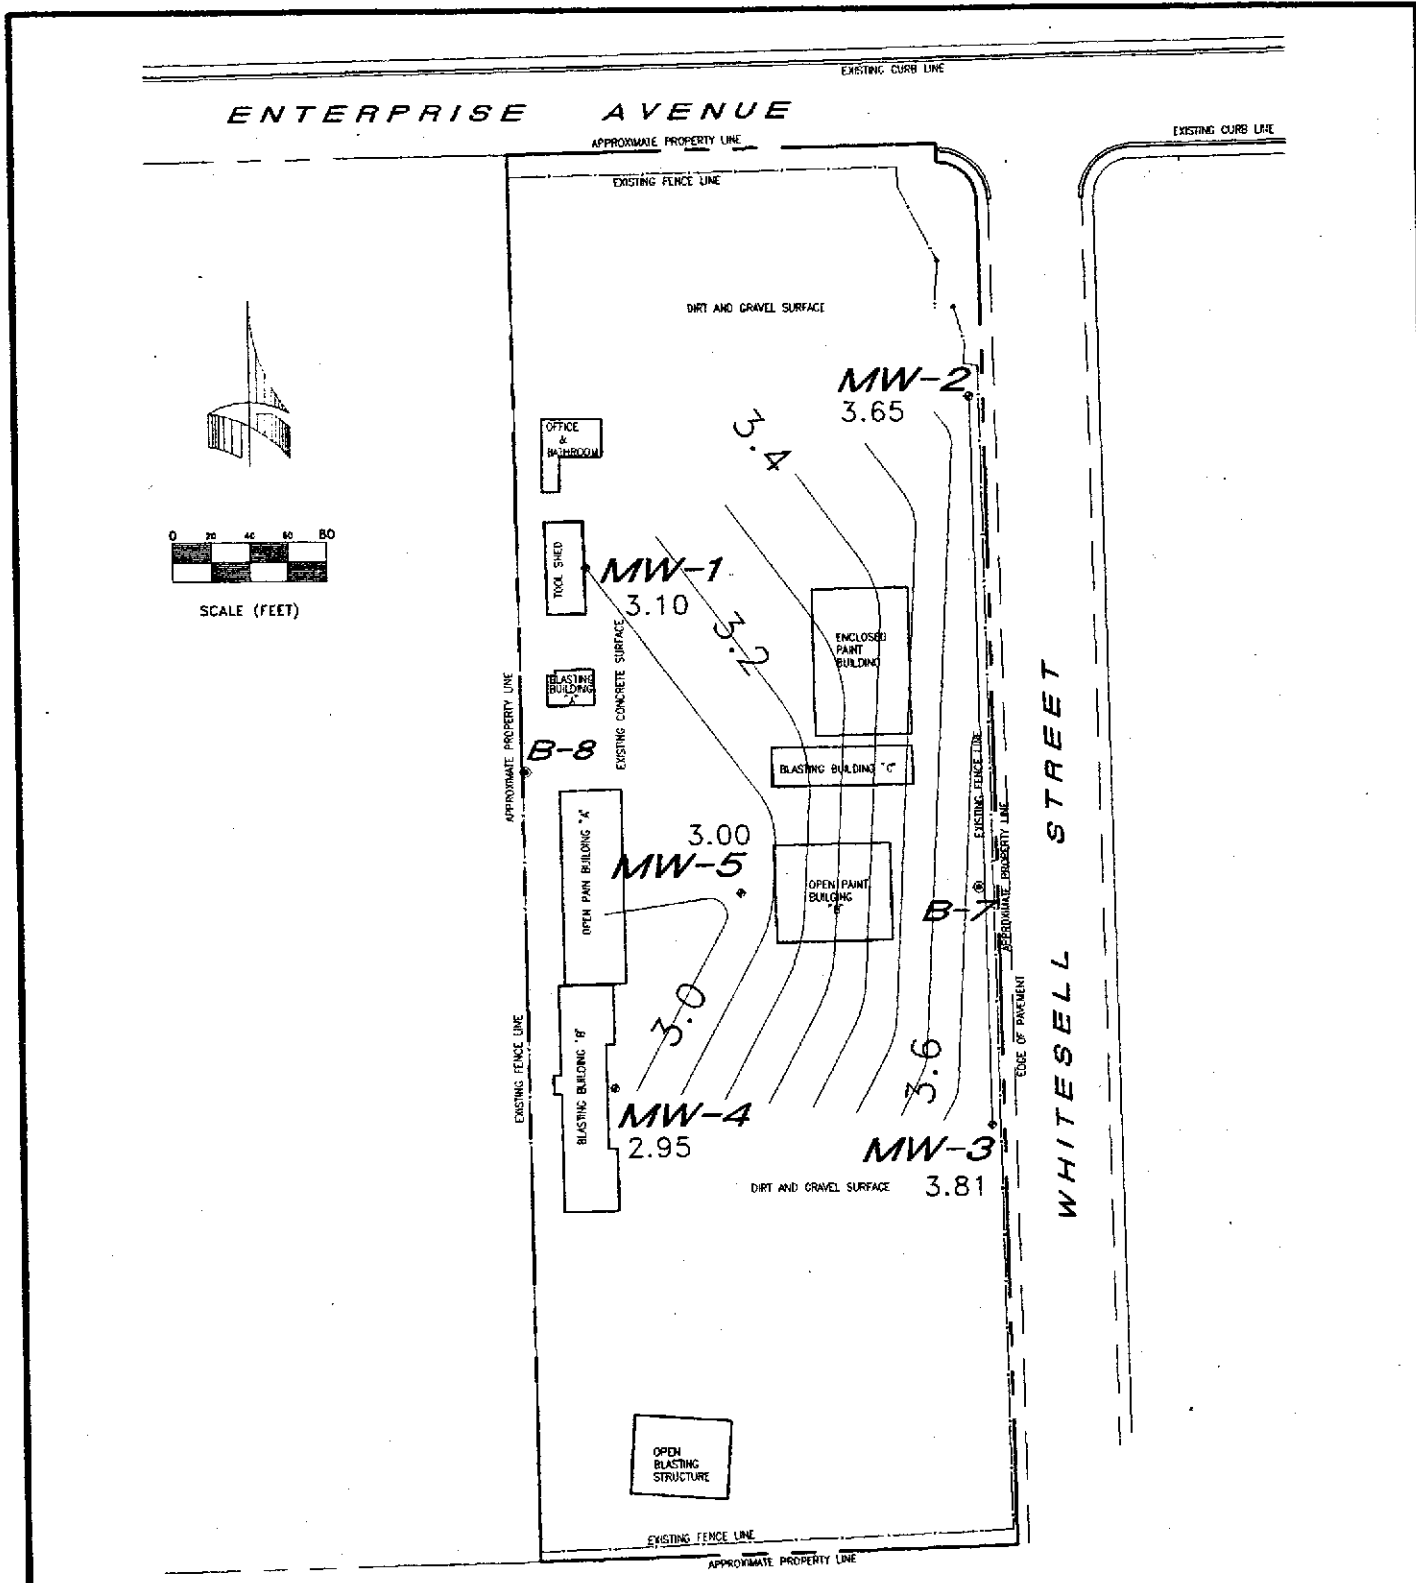 EXISTING CURB LINE
ENTERPRISE AVENUE
EXISTING CURB LINE
APPROXIMATE PROPERTY LINE
EXISTING FENCE LINE
DIRT AND GRAVEL SURFACE
MW-2
3.65
3.4
OFFICE
&
BATHROOM
0 20 40 60 80
SCALE (FEET)
TOOL SHED
MW-1
3.10
3.2
ENCLOSED
PAINT
BUILDING
EXISTING CONCRETE SURFACE
BLASTING
BUILDING
"A"
APPROXIMATE PROPERTY LINE
B-8
BLASTING BUILDING "C"
EXISTING FENCE LINE
APPROXIMATE PROPERTY LINE
WHITESELL STREET
3.00
MW-5
OPEN PAIN BUILDING "A"
OPEN PAINT
BUILDING
"B"
B-7
3.0
EDGE OF PAVEMENT
EXISTING FENCE LINE
BLASTING BUILDING "B"
3.6
MW-4
2.95
MW-3
3.81
DIRT AND GRAVEL SURFACE
OPEN
BLASTING
STRUCTURE
EXISTING FENCE LINE
APPROXIMATE PROPERTY LINE